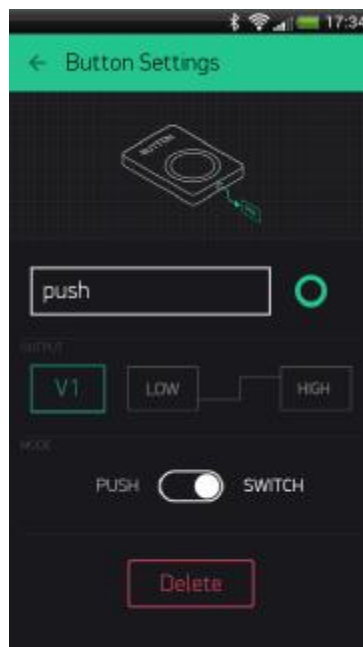 17:34
← Button Settings
BUTTON
push
OUTPUT
V1 LOW HIGH
MODE
PUSH SWITCH
Delete